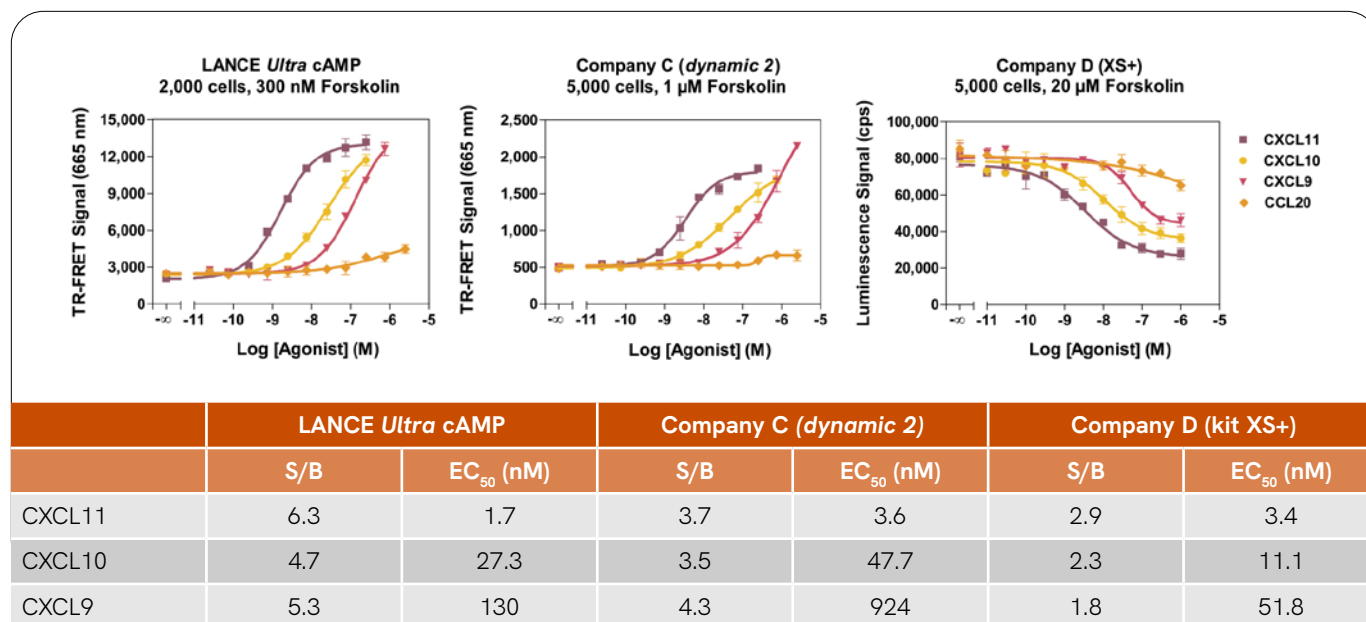 LANCE Ultra cAMP
2,000 cells, 300 nM Forskolin
TR-FRET Signal (665 nm)
15,000
12,000
9,000
6,000
3,000
0
-∞ -11 -10 -9 -8 -7 -6 -5
Log [Agonist] (M)
Company C (dynamic 2)
5,000 cells, 1 µM Forskolin
TR-FRET Signal (665 nm)
2,500
2,000
1,500
1,000
500
0
-∞ -11 -10 -9 -8 -7 -6 -5
Log [Agonist] (M)
Company D (XS+)
5,000 cells, 20 µM Forskolin
Luminescence Signal (cps)
100,000
80,000
60,000
40,000
20,000
0
-∞ -11 -10 -9 -8 -7 -6 -5
Log [Agonist] (M)
CXCL11
CXCL10
CXCL9
CCL20
LANCE Ultra cAMP Company C (dynamic 2) Company D (kit XS+)
S/B EC50 (nM) S/B EC50 (nM) S/B EC50 (nM)
CXCL11 6.3 1.7 3.7 3.6 2.9 3.4
CXCL10 4.7 27.3 3.5 47.7 2.3 11.1
CXCL9 5.3 130 4.3 924 1.8 51.8